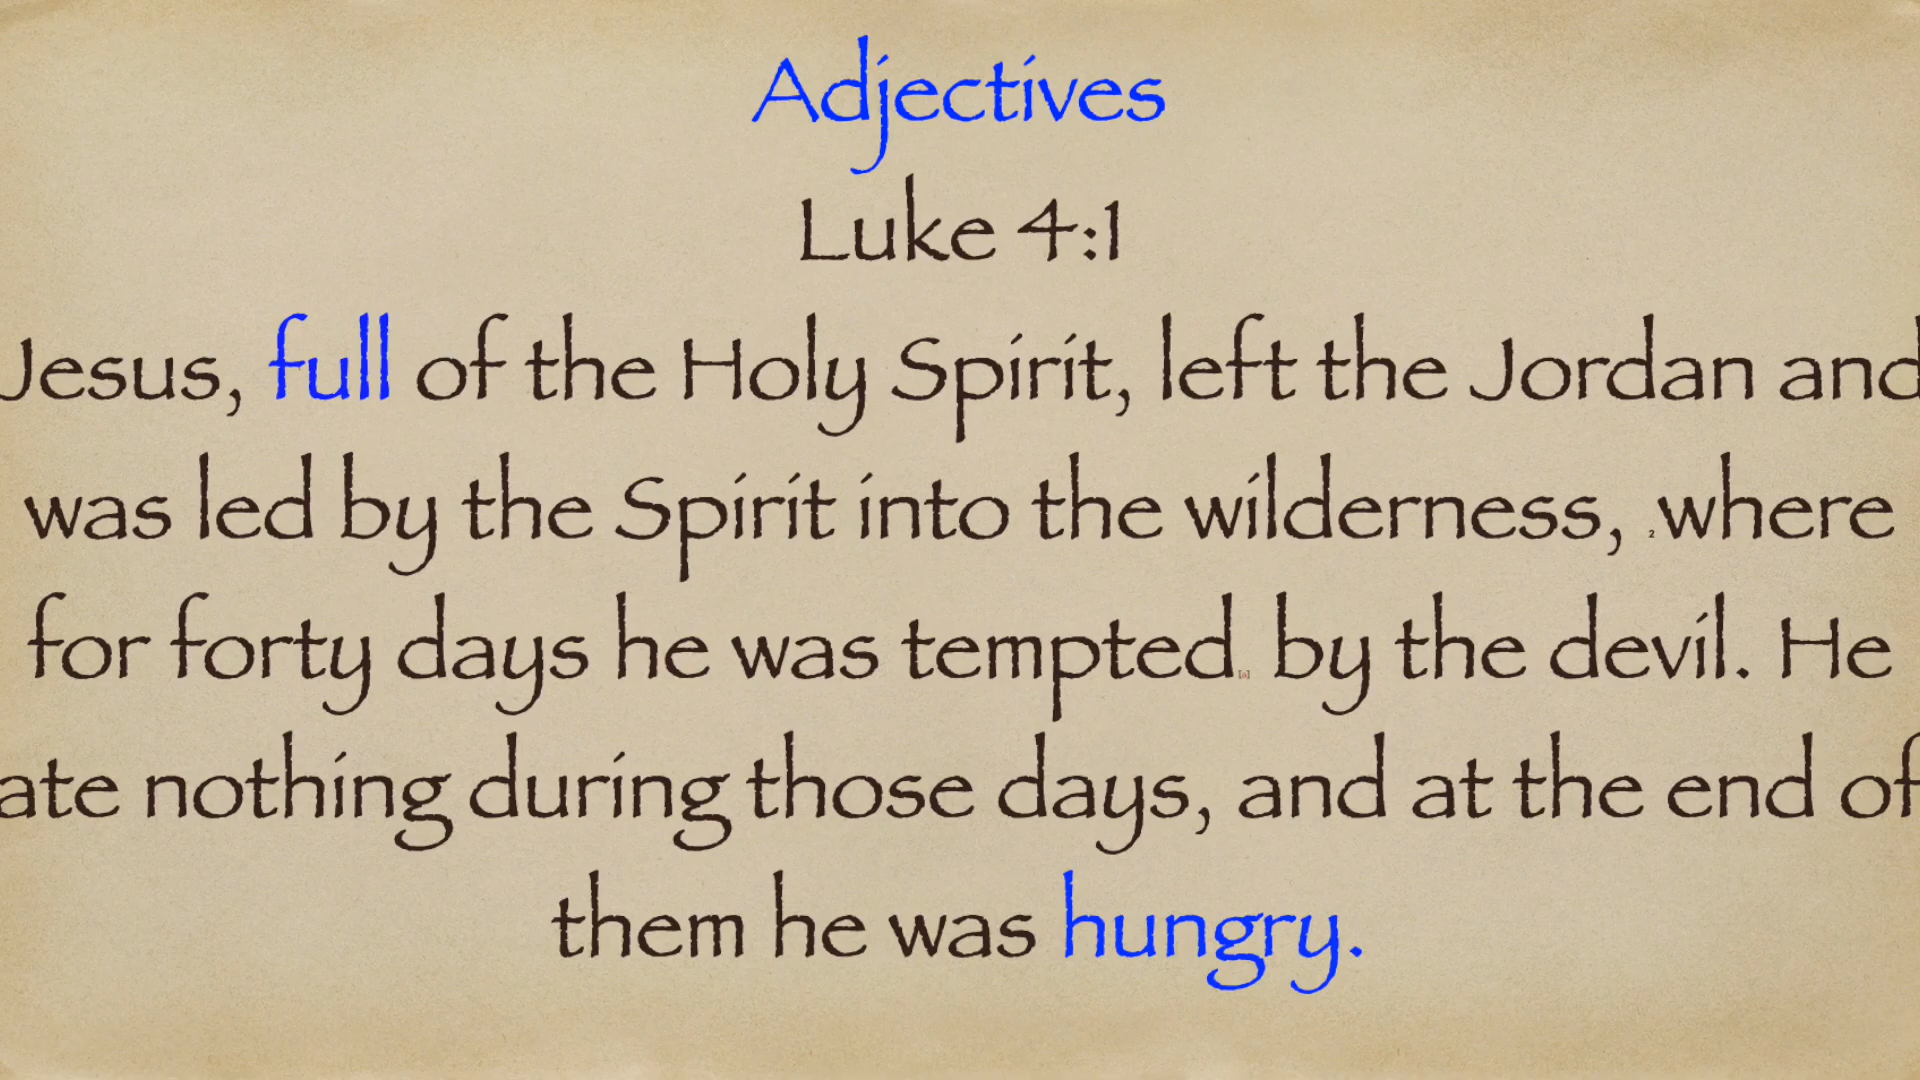 Adjectives
Luke 4:1
Jesus, full of the Holy Spirit, left the Jordan and
was led by the Spirit into the wilderness, 2 where
for forty days he was tempted[a] by the devil. He
ate nothing during those days, and at the end of
them he was hungry.